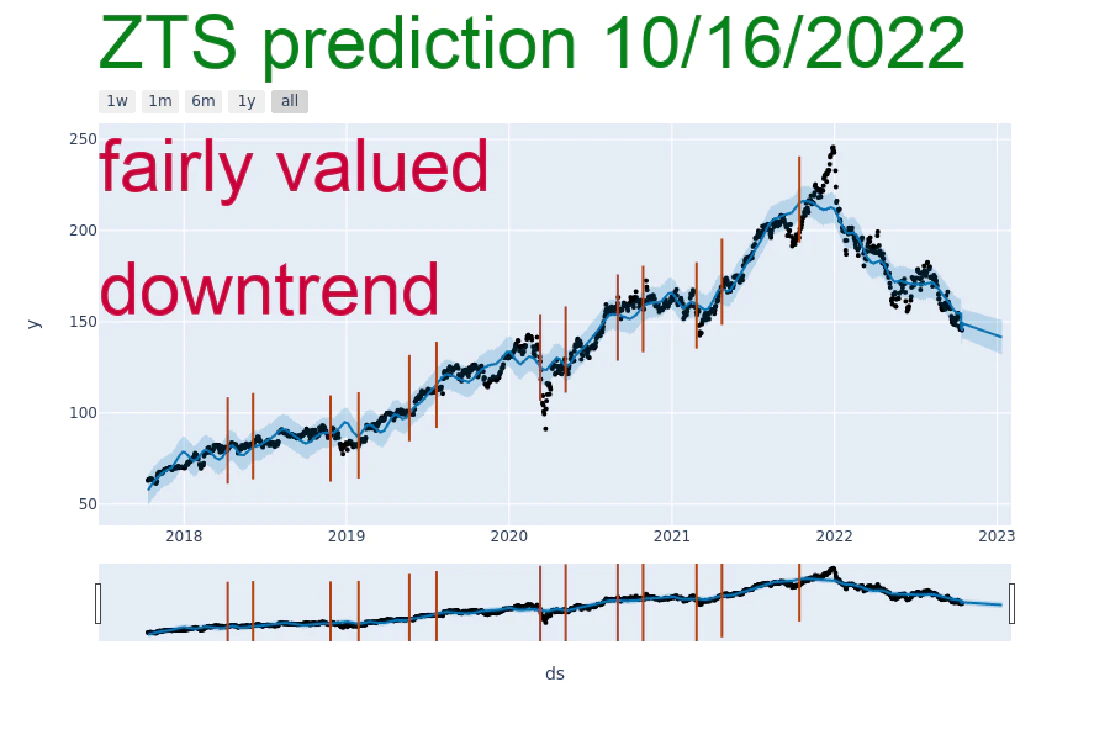 ZTS prediction 10/16/2022
1w 1m 6m 1y all
250
fairly valued
200
downtrend
150
y
100
50
2018 2019 2020 2021 2022 2023
ds